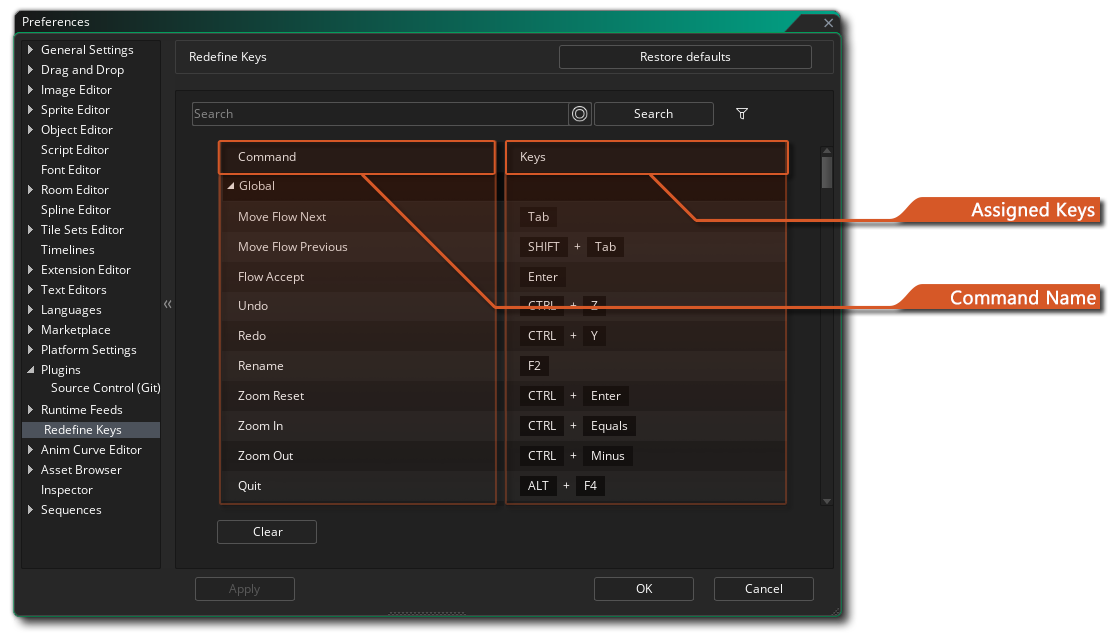 Preferences
General Settings
Drag and Drop
Image Editor
Sprite Editor
Object Editor
Script Editor
Font Editor
Room Editor
Spline Editor
Tile Sets Editor
Timelines
Extension Editor
Text Editors
Languages
Marketplace
Platform Settings
Plugins
Source Control (Git)
Runtime Feeds
Redefine Keys
Anim Curve Editor
Asset Browser
Inspector
Sequences
Redefine Keys Restore defaults
Search Search
Command Keys
Global
Move Flow Next Tab
Move Flow Previous SHIFT + Tab
Flow Accept Enter
Undo CTRL + Z
Redo CTRL + Y
Rename F2
Zoom Reset CTRL + Enter
Zoom In CTRL + Equals
Zoom Out CTRL + Minus
Quit ALT + F4
Clear
Apply OK Cancel
Assigned Keys
Command Name